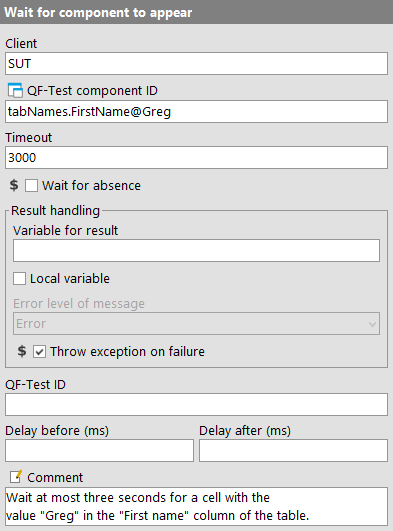 Wait for component to appear
Client
SUT
QF-Test component ID
tabNames.FirstName@Greg
Timeout
3000
$ Wait for absence
Result handling
Variable for result
Local variable
Error level of message
Error
$ Throw exception on failure
QF-Test ID
Delay before (ms) Delay after (ms)
Comment
Wait at most three seconds for a cell with the
value "Greg" in the "First name" column of the table.